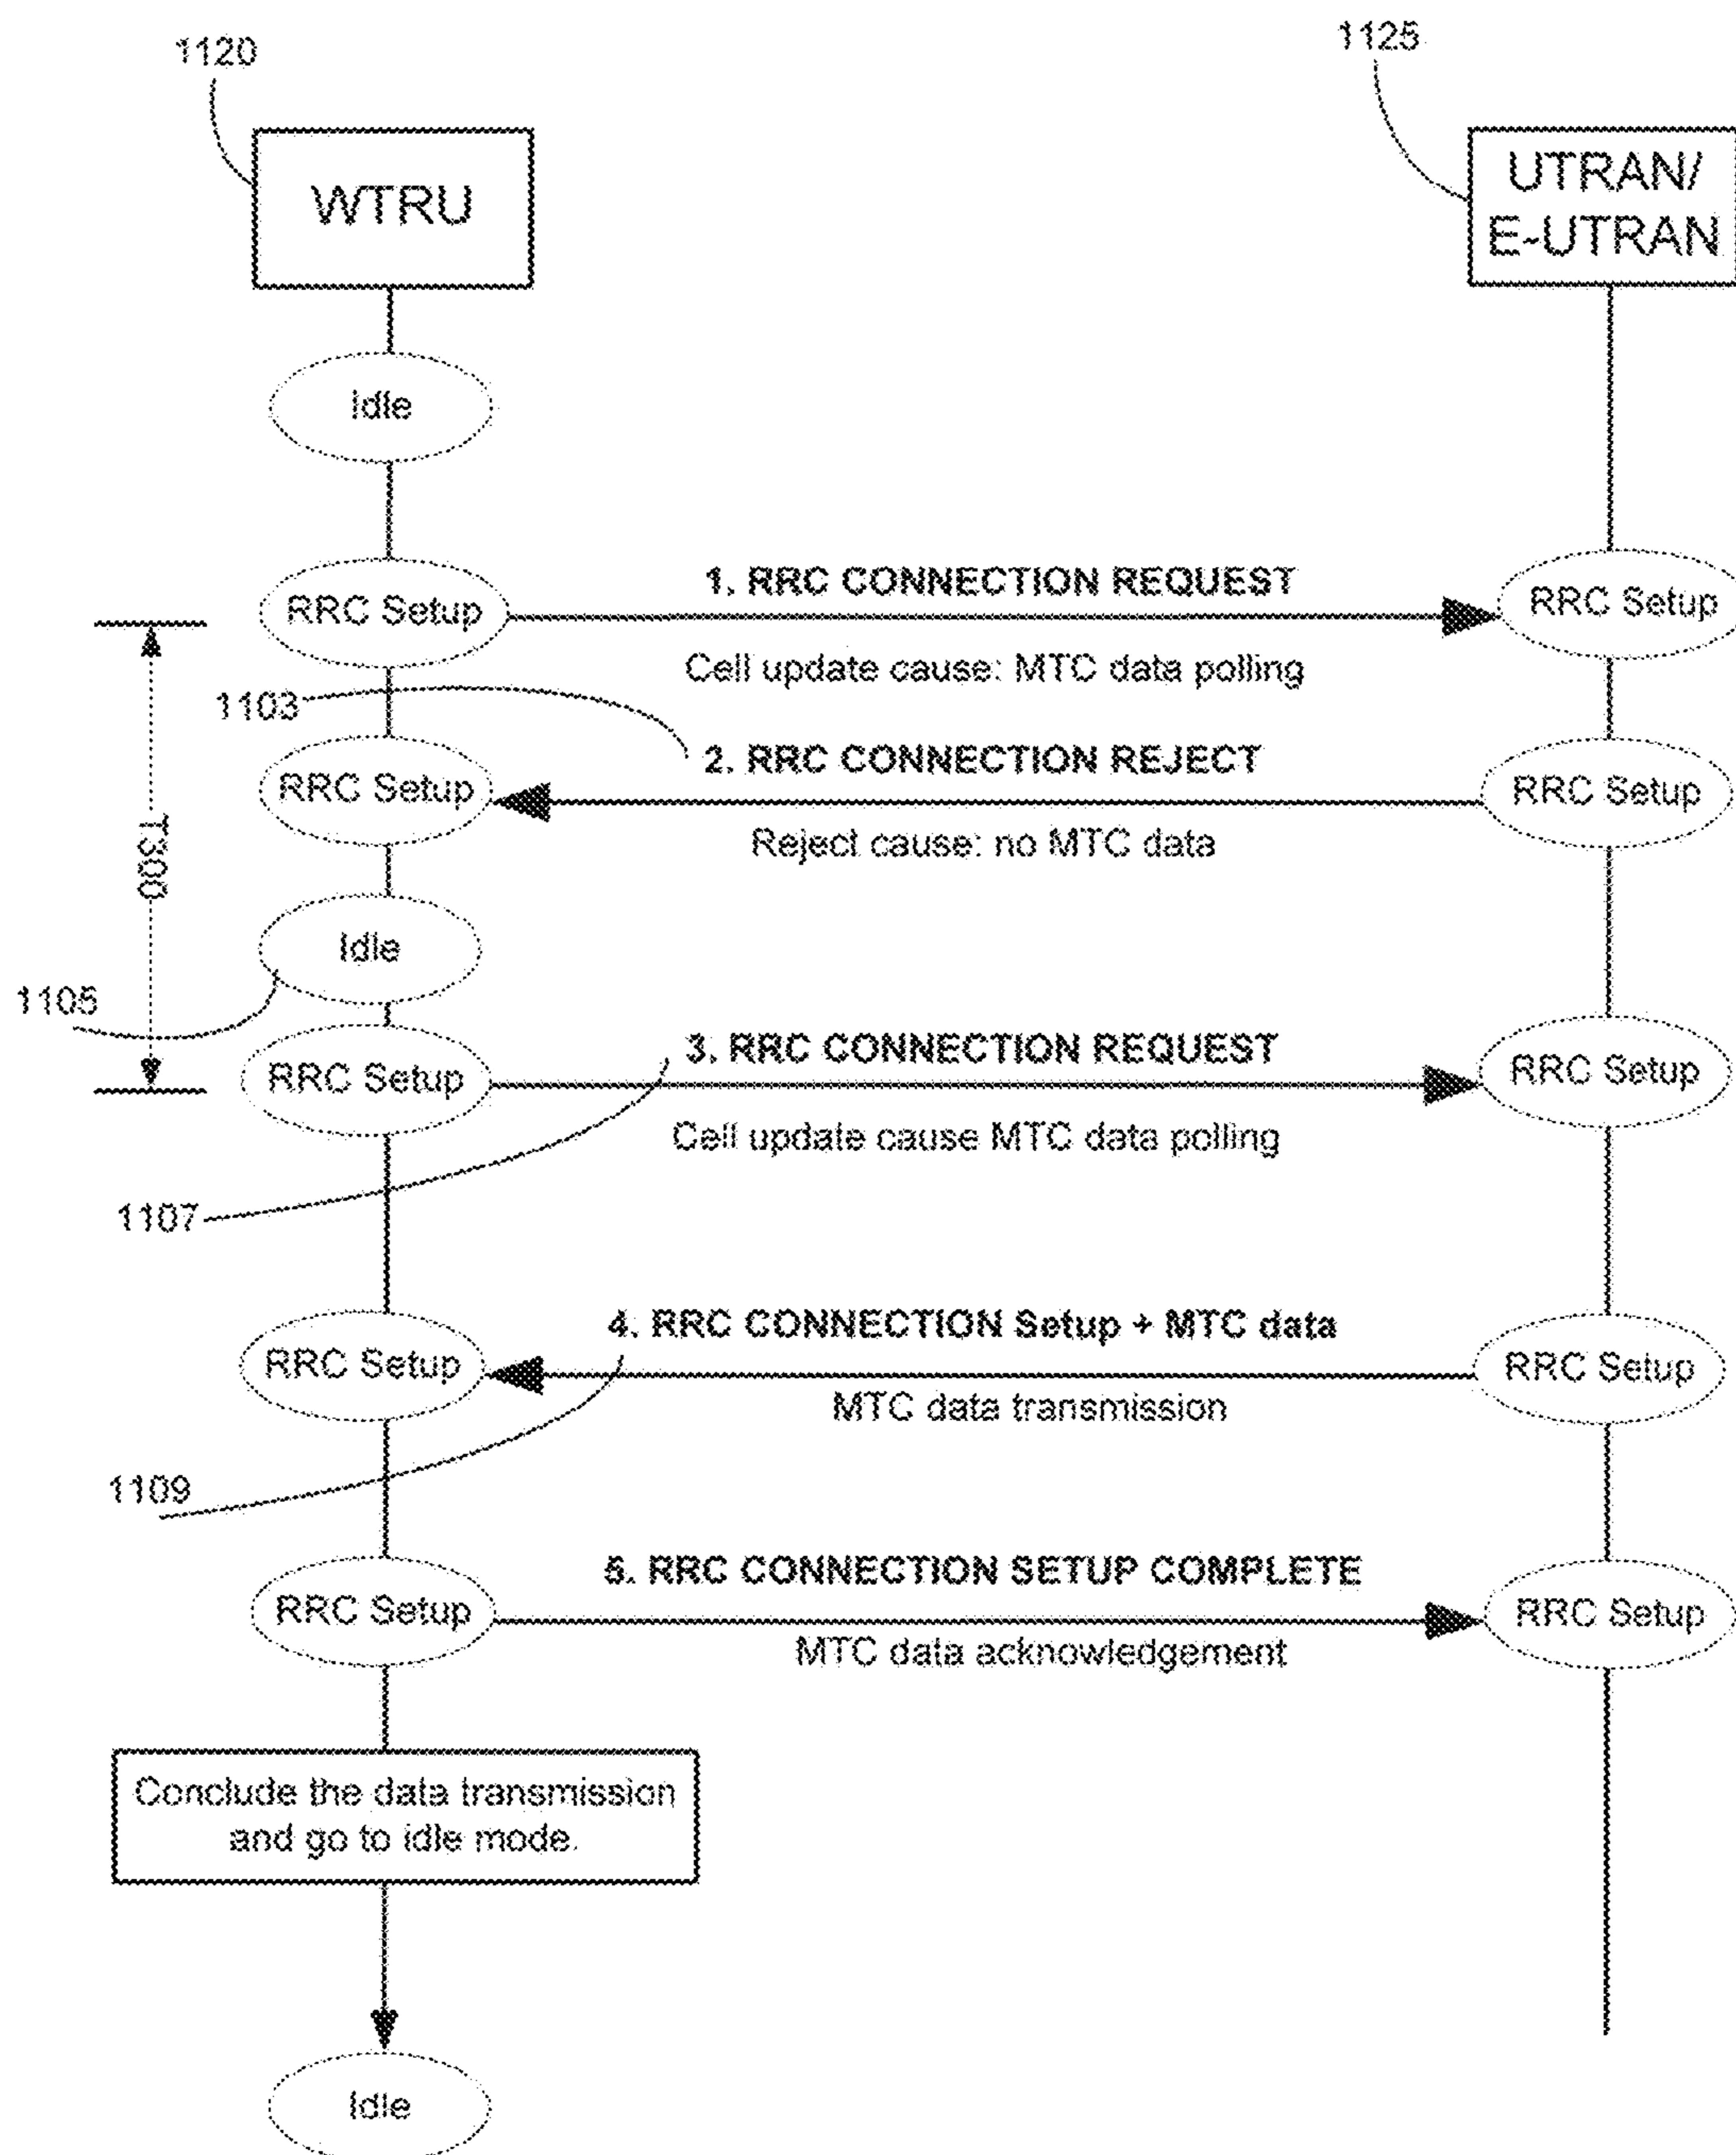 1120
1125
WTRU
UTRAN/
E-UTRAN
Idle
RRC Setup
1. RRC CONNECTION REQUEST
RRC Setup
Cell update cause: MTC data polling
1103
2. RRC CONNECTION REJECT
RRC Setup
RRC Setup
Reject cause: no MTC data
T300
Idle
1105
3. RRC CONNECTION REQUEST
RRC Setup
RRC Setup
Cell update cause MTC data polling
1107
4. RRC CONNECTION Setup + MTC data
RRC Setup
RRC Setup
MTC data transmission
1109
5. RRC CONNECTION SETUP COMPLETE
RRC Setup
RRC Setup
MTC data acknowledgement
Conclude the data transmission
and go to idle mode.
Idle